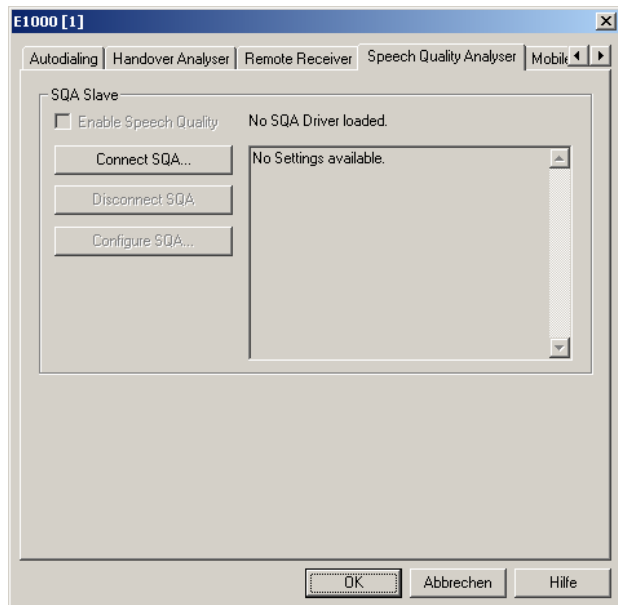 E1000 [1]
Autodialing Handover Analyser Remote Receiver Speech Quality Analyser Mobile
SQA Slave
Enable Speech Quality No SQA Driver loaded.
Connect SQA... No Settings available.
Disconnect SQA
Configure SQA...
OK Abbrechen Hilfe